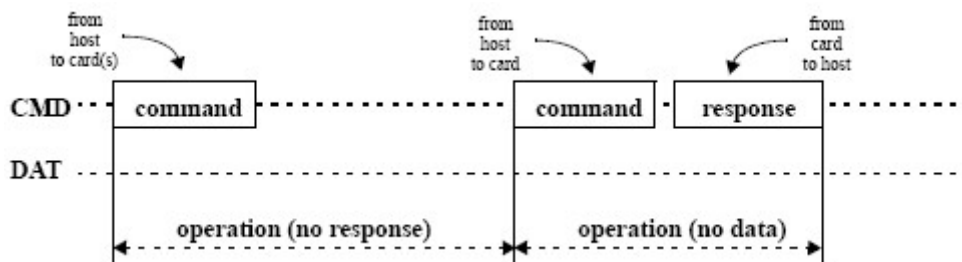 from
host
to card(s)
from
host
to card
from
card
to host
CMD command command response
DAT
operation (no response) operation (no data)